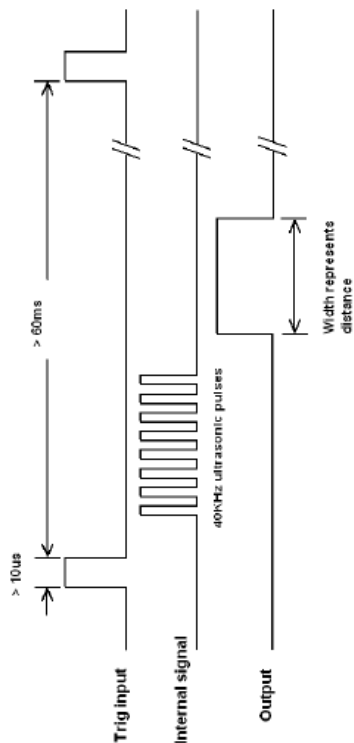 > 10us
> 60ms
Trig input
Internal signal
40KHz ultrasonic pulses
Output
Width represents
distance